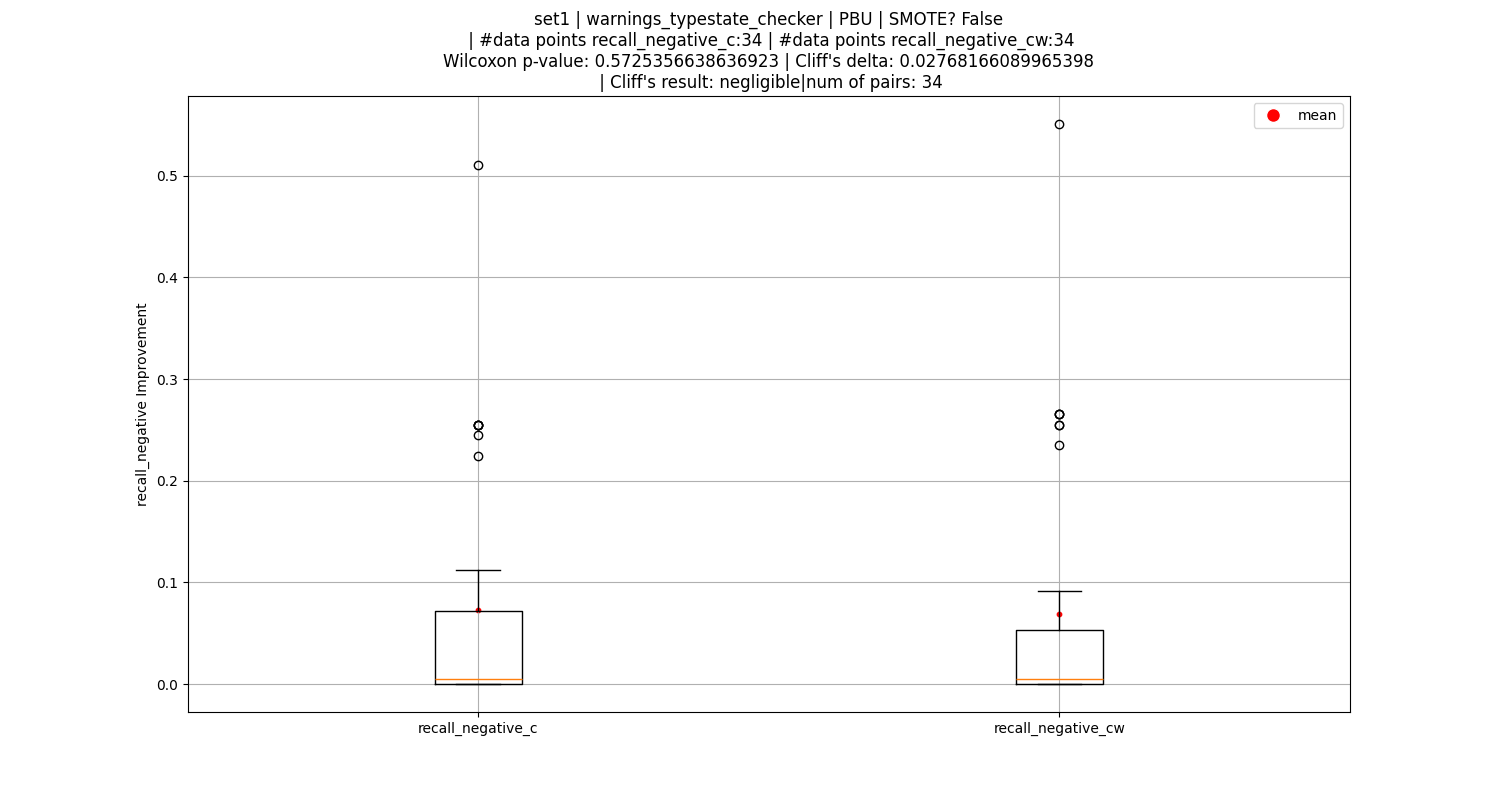 set1 | warnings_typestate_checker | PBU | SMOTE? False
| #data points recall_negative_c:34 | #data points recall_negative_cw:34
Wilcoxon p-value: 0.5725356638636923 | Cliff's delta: 0.02768166089965398
| Cliff's result: negligible|num of pairs: 34
mean
0.5
0.4
0.3
0.2
0.1
0.0
recall_negative Improvement
recall_negative_c
recall_negative_cw